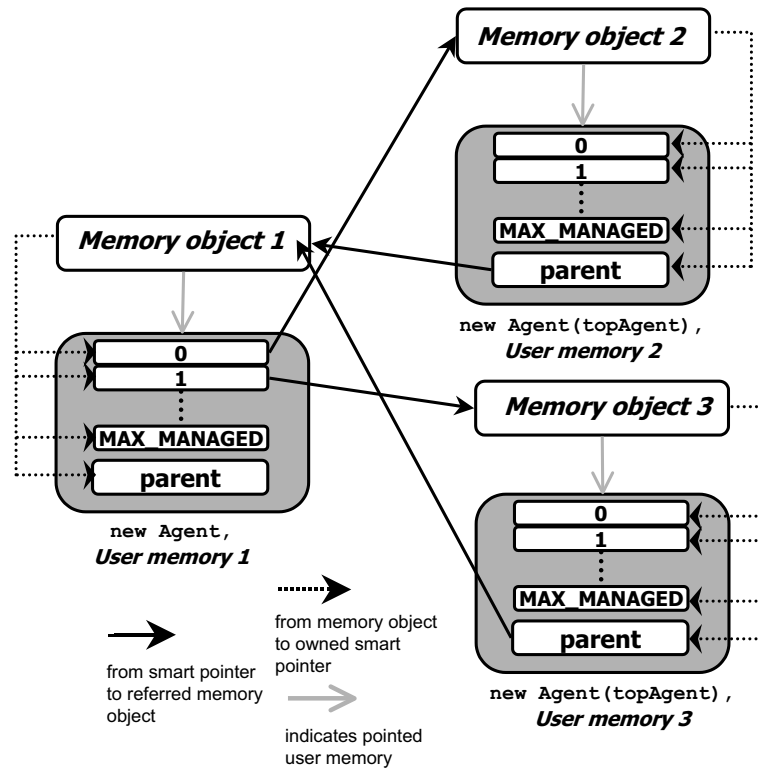 Memory object 2
0
1
MAX_MANAGED
parent
new Agent(topAgent),
User memory 2
Memory object 1
0
1
MAX_MANAGED
parent
new Agent,
User memory 1
Memory object 3
0
1
MAX_MANAGED
parent
new Agent(topAgent),
User memory 3
from smart pointer
to referred memory
object
from memory object
to owned smart
pointer
indicates pointed
user memory